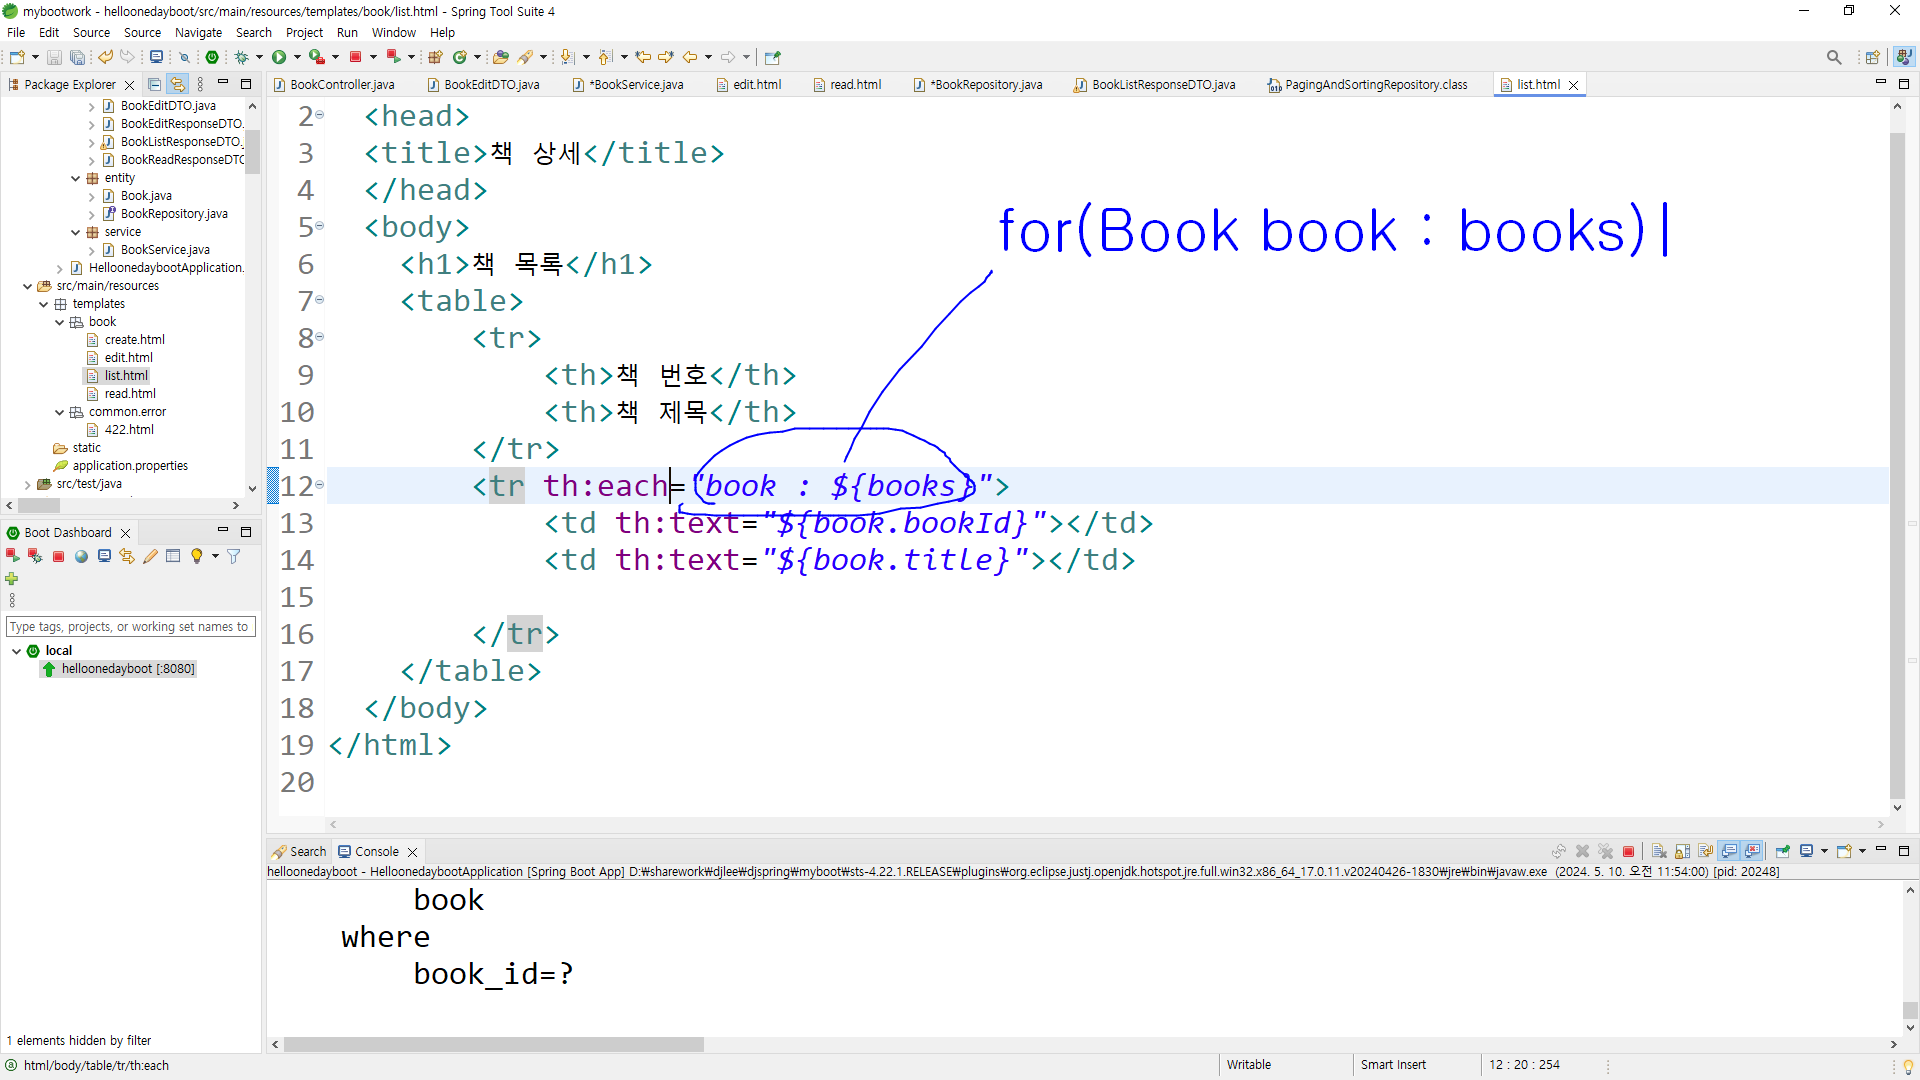 mybootwork - helloonedayboot/src/main/resources/templates/book/list.html - Spring Tool Suite 4
File Edit Source Source Navigate Search Project Run Window Help
Package Explorer
BookController.java BookEditDTO.java *BookService.java edit.html read.html *BookRepository.java BookListResponseDTO.java PagingAndSortingRepository.class list.html
BookEditDTO.java
BookEditResponseDTO.
BookListResponseDTO.
BookReadResponseDTO
entity
Book.java
BookRepository.java
service
BookService.java
HelloonedaybootApplication.
src/main/resources
templates
book
create.html
edit.html
list.html
read.html
common.error
422.html
static
application.properties
src/test/java
2 <head>
3 <title>책 상세</title>
4 </head>
5 <body>
6 <h1>책 목록</h1>
7 <table>
8 <tr>
9 <th>책 번호</th>
10 <th>책 제목</th>
11 </tr>
12 <tr th:each="book : ${books}">
13 <td th:text="${book.bookId}"></td>
14 <td th:text="${book.title}"></td>
15
16 </tr>
17 </table>
18 </body>
19 </html>
20
for(Book book : books)
Boot Dashboard
Type tags, projects, or working set names to
local
helloonedayboot [:8080]
1 elements hidden by filter
Search Console
helloonedayboot - HelloonedaybootApplication [Spring Boot App] D:₩sharework₩djlee₩djspring₩myboot₩sts-4.22.1.RELEASE₩plugins₩org.eclipse.justj.openjdk.hotspot.jre.full.win32.x86_64_17.0.11.v20240426-1830₩jre₩bin₩javaw.exe (2024. 5. 10. 오전 11:54:00) [pid: 20248]
book
where
book_id=?
html/body/table/tr/th:each
Writable
Smart Insert
12 : 20 : 254